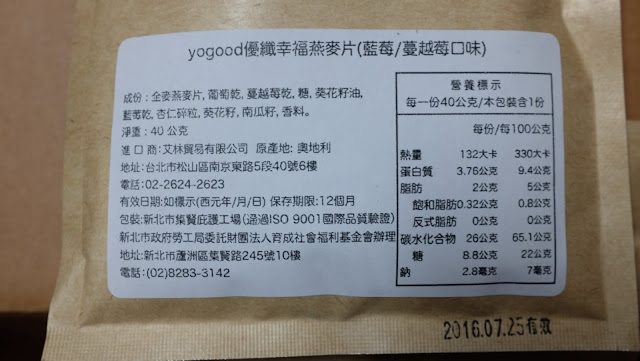 yogood優纖幸福燕麥片(藍莓/蔓越莓口味)
成份：全麥燕麥片, 葡萄乾, 蔓越莓乾, 糖, 葵花籽油,
藍莓乾, 杏仁碎粒, 葵花籽, 南瓜籽, 香料。
淨重：40 公克
進口商:艾林貿易有限公司 原產地: 奧地利
地址:台北市松山區南京東路5段40號6樓
電話:02-2624-2623
有效日期:如標示(西元年/月/日) 保存期限:12個月
包裝:新北市集賢庇護工場(通過ISO 9001國際品質驗證)
新北市政府勞工局委託財團法人育成社會福利基金會辦理
地址:新北市蘆洲區集賢路245號10樓
電話:(02)8283-3142
營養標示
每一份40公克/本包裝含1份
每份/每100公克
熱量 132大卡 330大卡
蛋白質 3.76公克 9.4公克
脂肪 2公克 5公克
飽和脂肪0.32公克 0.8公克
反式脂肪 0公克 0公克
碳水化合物 26公克 65.1公克
糖 8.8公克 22公克
鈉 2.8毫克 7毫克
2016.07.25有效